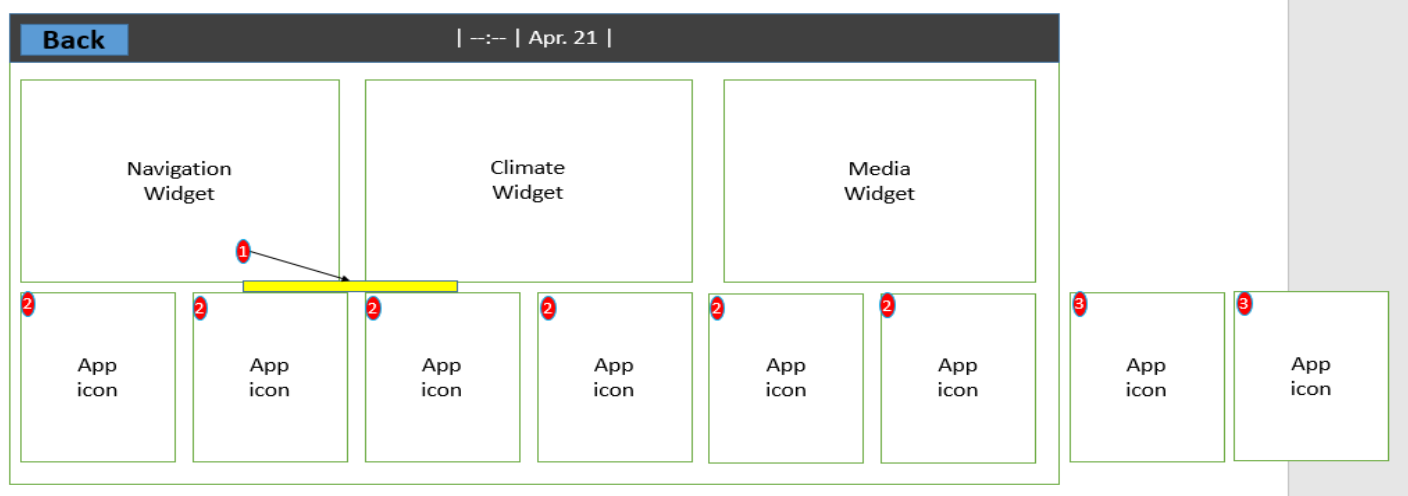 Back
| --:-- | Apr. 21 |
Navigation
Widget
Climate
Widget
Media
Widget
1
2
2
2
2
2
2
3
3
App
icon
App
icon
App
icon
App
icon
App
icon
App
icon
App
icon
App
icon